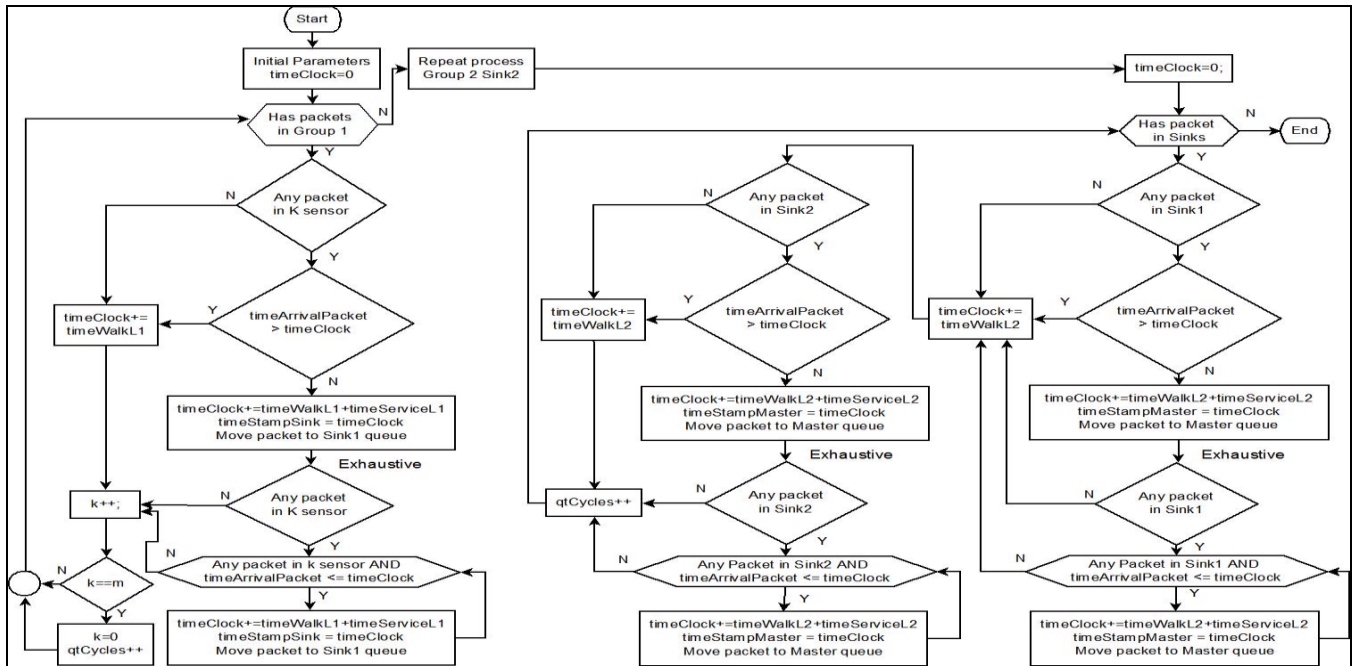 Start
Initial Parameters
timeClock=0
Has packets
in Group 1
N
Y
Repeat process
Group 2 Sink2
Any packet
in K sensor
N
Y
timeArrivalPacket
> timeClock
Y
N
timeClock+=
timeWalkL1
timeClock+=timeWalkL1+timeServiceL1
timeStampSink = timeClock
Move packet to Sink1 queue
Exhaustive
Any packet
in K sensor
N
Y
k++;
Any packet in k sensor AND
timeArrivalPacket <= timeClock
N
Y
timeClock+=timeWalkL1+timeServiceL1
timeStampSink = timeClock
Move packet to Sink1 queue
k==m
N
Y
k=0
qtCycles++
timeClock=0;
Has packet
in Sinks
N
Y
End
Any packet
in Sink1
N
Y
timeArrivalPacket
> timeClock
Y
N
timeClock+=
timeWalkL2
timeClock+=timeWalkL2+timeServiceL2
timeStampMaster = timeClock
Move packet to Master queue
Exhaustive
Any packet
in Sink1
N
Y
Any Packet in Sink1 AND
timeArrivalPacket <= timeClock
N
Y
timeClock+=timeWalkL2+timeServiceL2
timeStampMaster = timeClock
Move packet to Master queue
Any packet
in Sink2
N
Y
timeArrivalPacket
> timeClock
Y
N
timeClock+=
timeWalkL2
timeClock+=timeWalkL2+timeServiceL2
timeStampMaster = timeClock
Move packet to Master queue
Exhaustive
Any packet
in Sink2
N
Y
qtCycles++
Any Packet in Sink2 AND
timeArrivalPacket <= timeClock
N
Y
timeClock+=timeWalkL2+timeServiceL2
timeStampMaster = timeClock
Move packet to Master queue